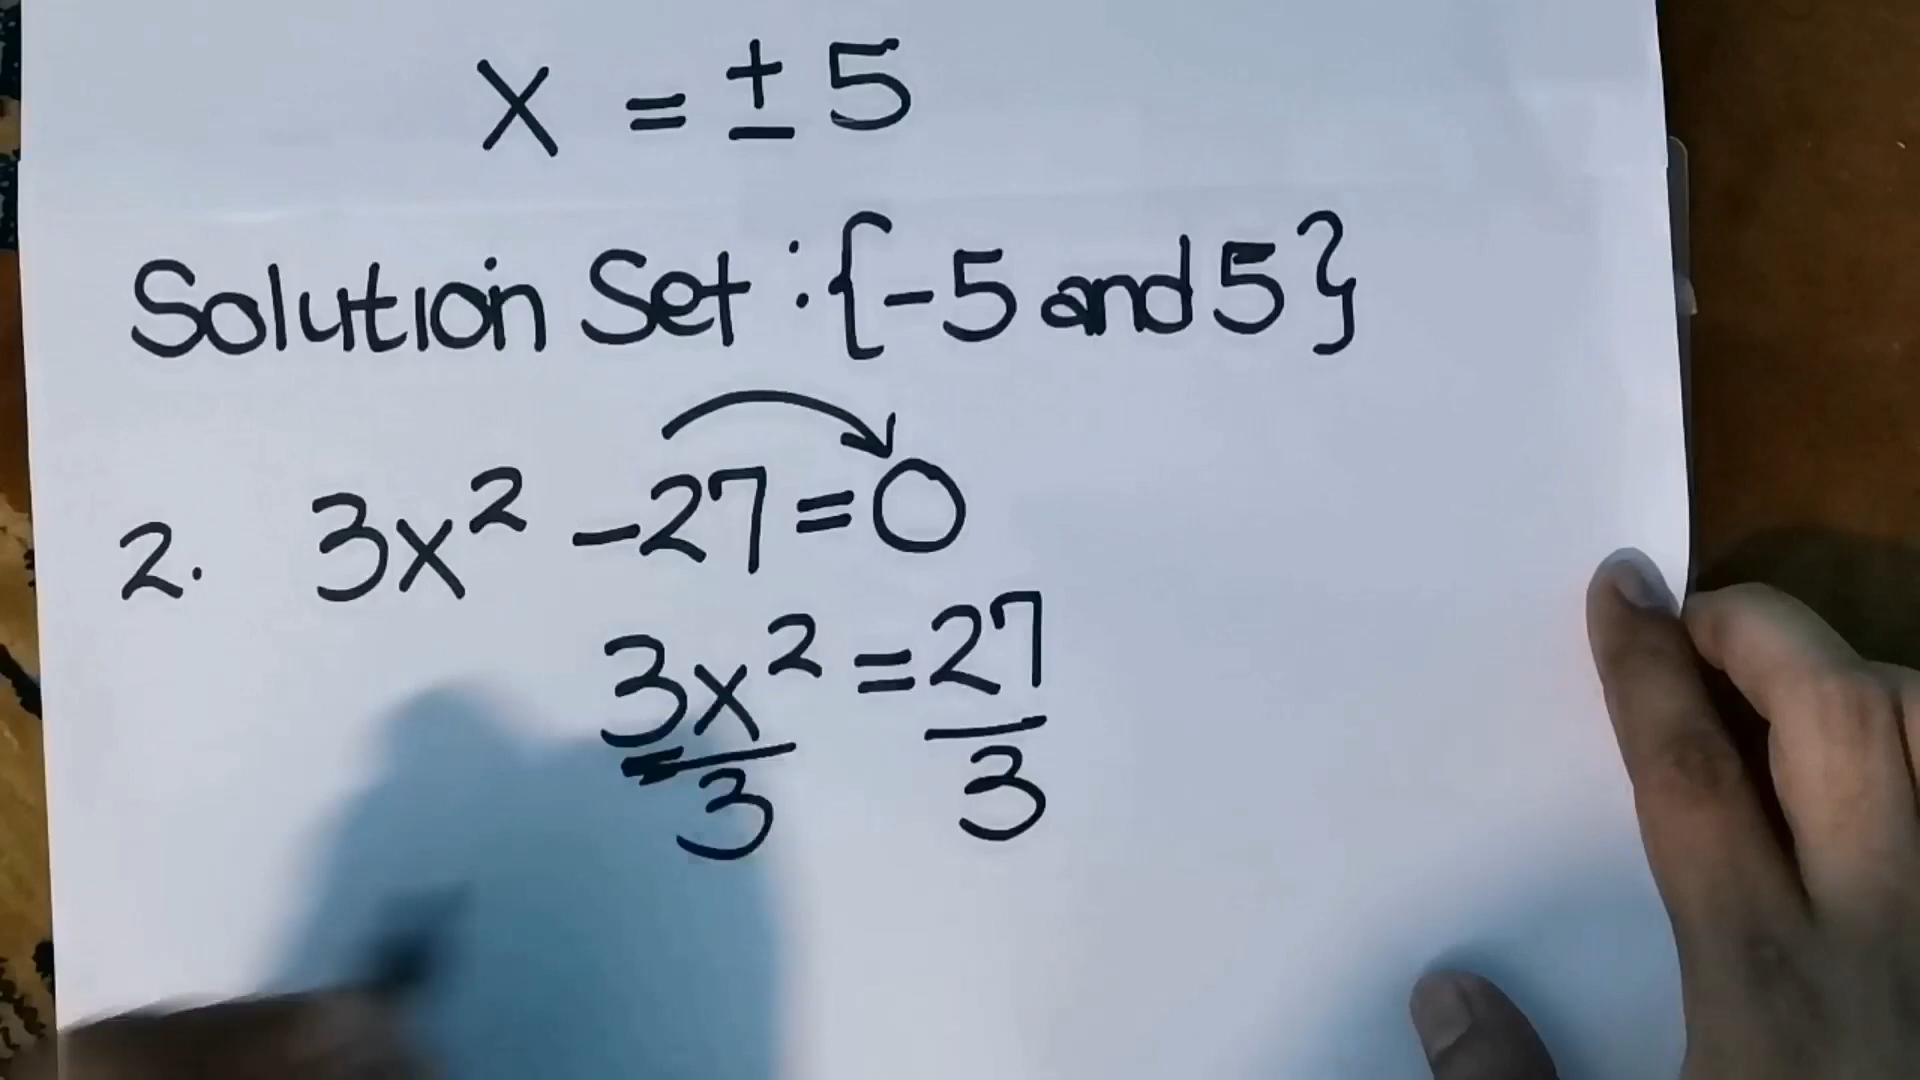 x = ± 5
Solution Set : {-5 and 5}
2. 3x² - 27 = 0
3x² = 27
3 3